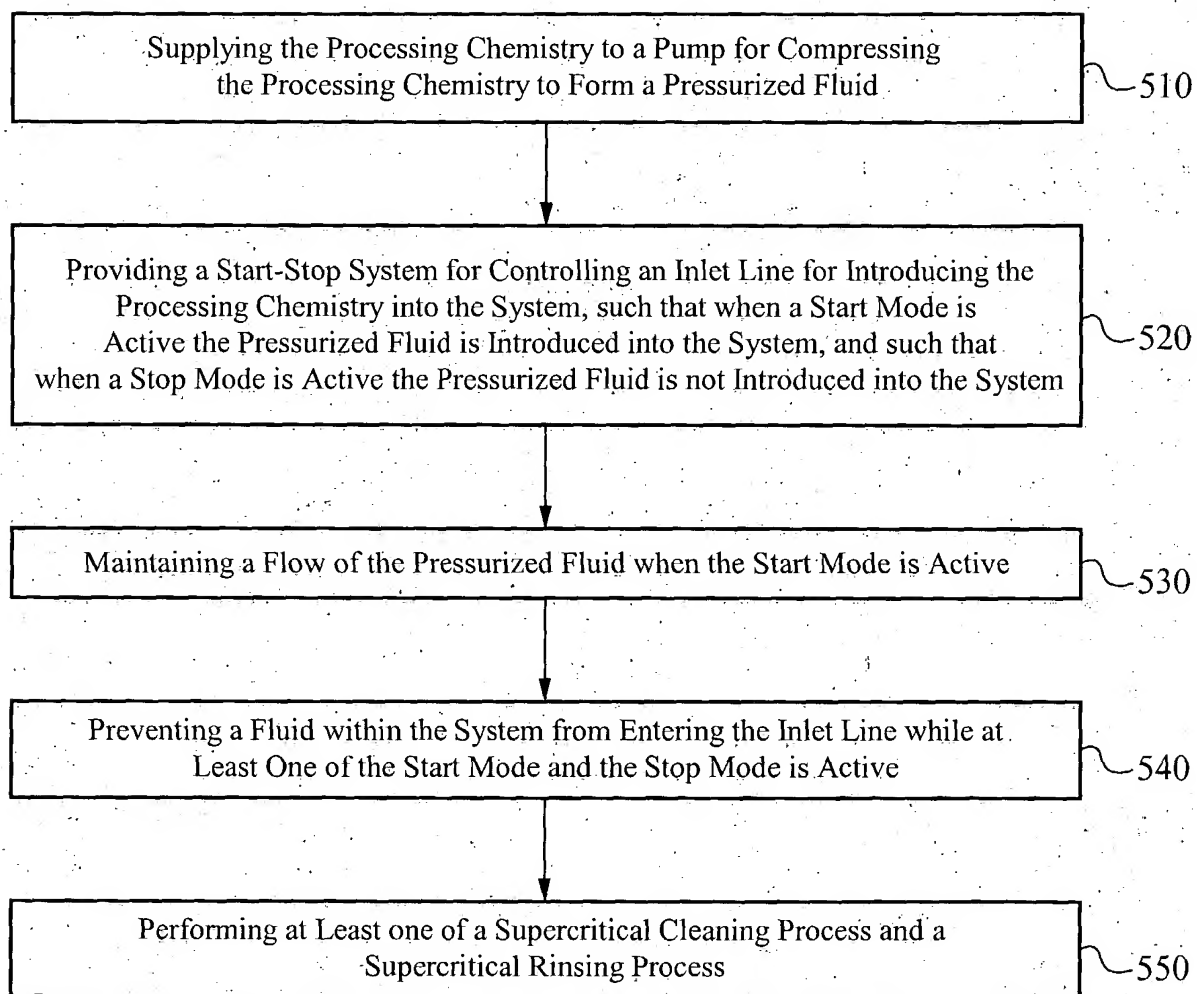 Supplying the Processing Chemistry to a Pump for Compressing
the Processing Chemistry to Form a Pressurized Fluid
510
Providing a Start-Stop System for Controlling an Inlet Line for Introducing the
Processing Chemistry into the System, such that when a Start Mode is
Active the Pressurized Fluid is Introduced into the System, and such that
when a Stop Mode is Active the Pressurized Fluid is not Introduced into the System
520
Maintaining a Flow of the Pressurized Fluid when the Start Mode is Active
530
Preventing a Fluid within the System from Entering the Inlet Line while at
Least One of the Start Mode and the Stop Mode is Active
540
Performing at Least one of a Supercritical Cleaning Process and a
Supercritical Rinsing Process
550